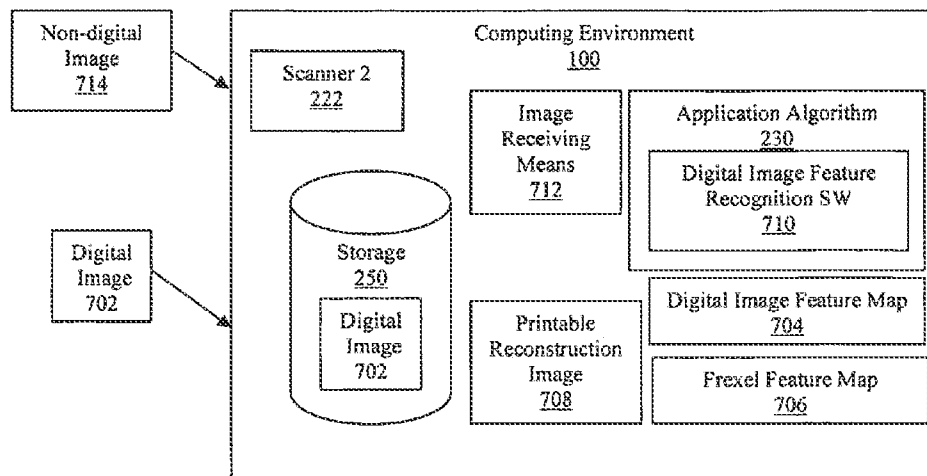 Non-digital
Image
714
Computing Environment
100
Scanner 2
222
Image
Receiving
Means
712
Application Algorithm
230
Digital Image Feature
Recognition SW
710
Digital
Image
702
Storage
250
Digital
Image
702
Printable
Reconstruction
Image
708
Digital Image Feature Map
704
Frexel Feature Map
706